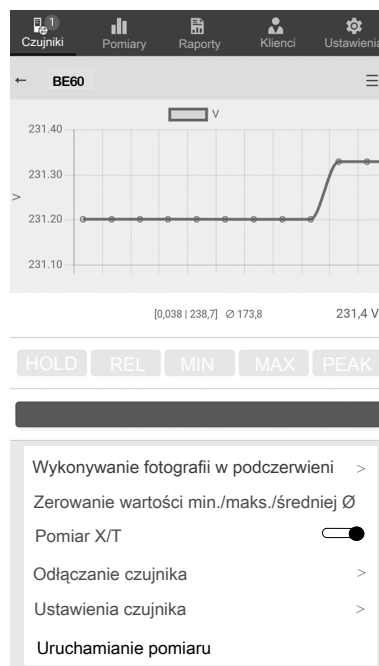 1
Czujniki Pomiary Raporty Klienci Ustawienia
← BE60
V
231.40
231.30
V
231.20
231.10
[0,038 | 238,7] Ø 173,8 231,4 V
HOLD REL MIN MAX PEAK
Wykonywanie fotografii w podczerwieni >
Zerowanie wartości min./maks./średniej Ø
Pomiar X/T
Odłączanie czujnika >
Ustawienia czujnika >
Uruchamianie pomiaru